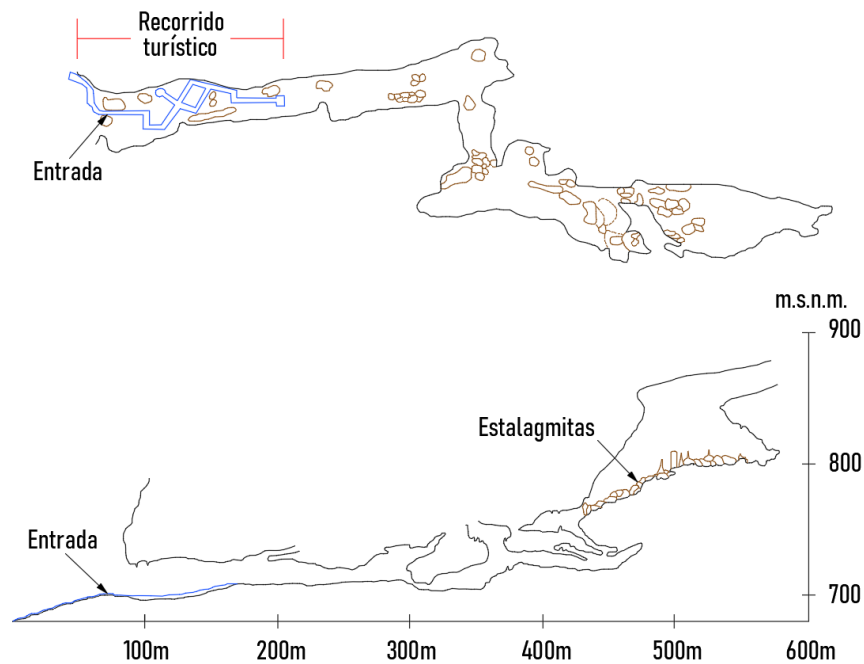 Recorrido
turístico
Entrada
m.s.n.m.
900
Estalagmitas
800
Entrada
700
100m 200m 300m 400m 500m 600m